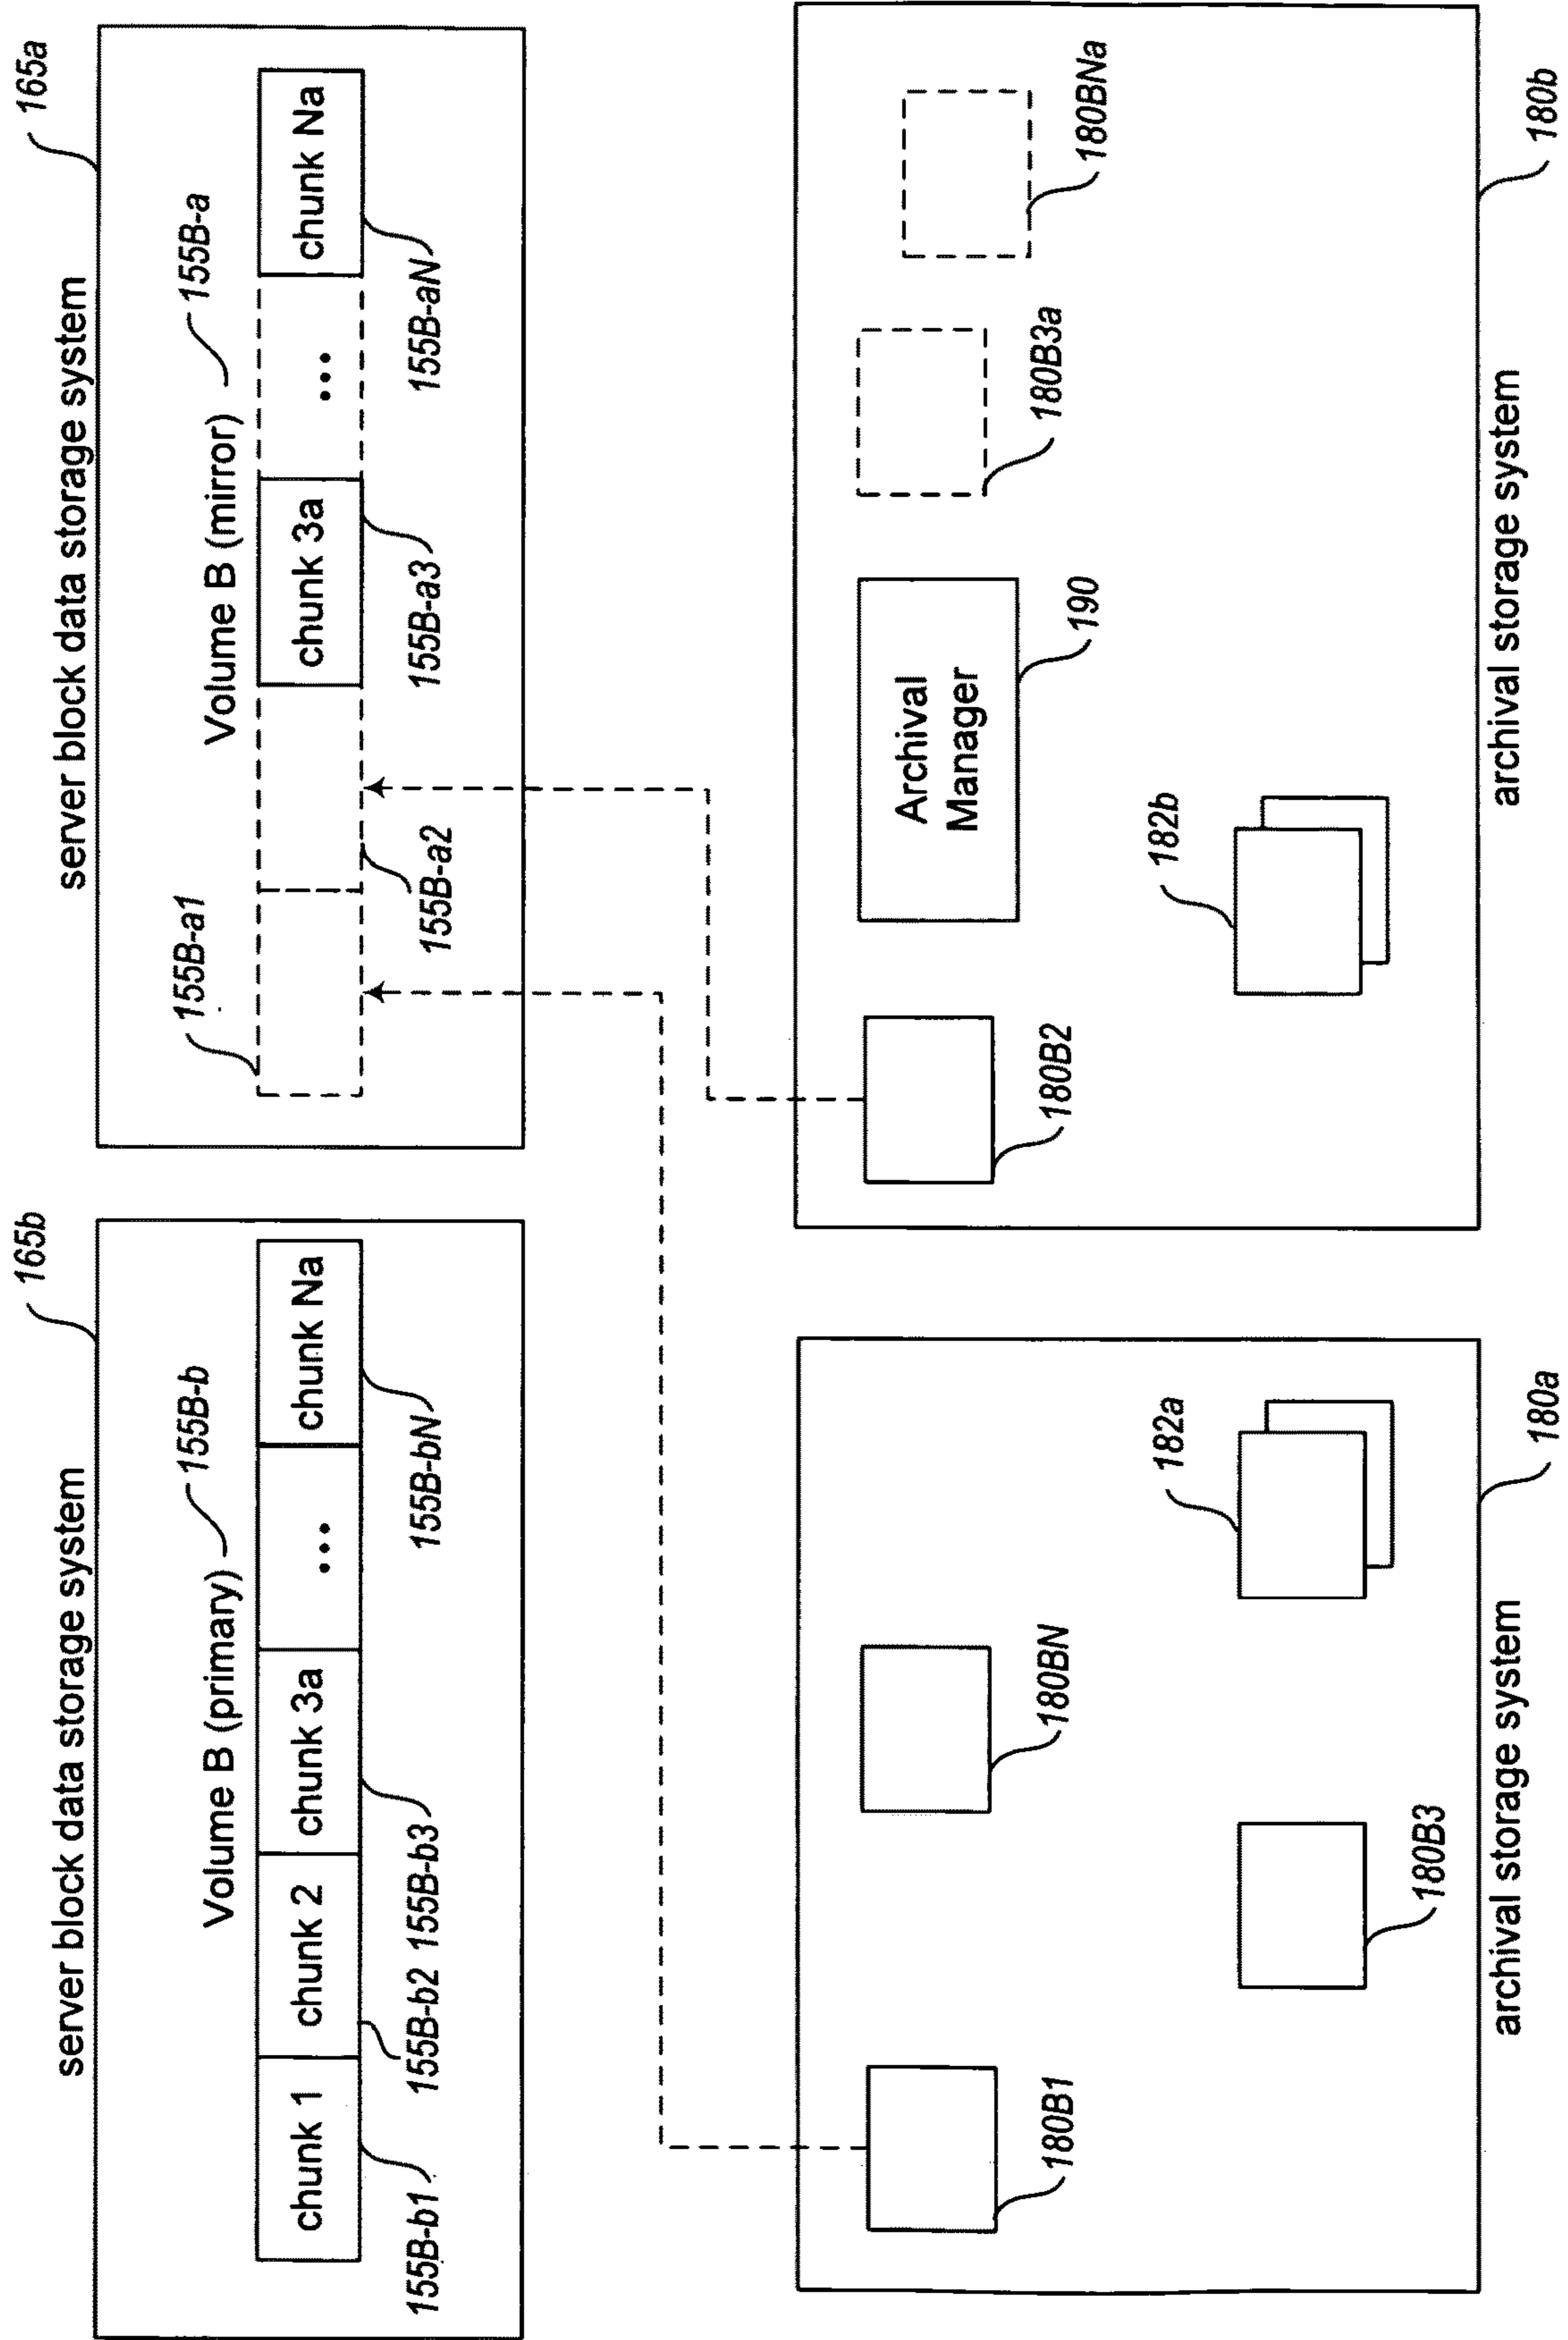 server block data storage system
165b
Volume B (primary)
155B-b
chunk 1
chunk 2
chunk 3a
...
chunk Na
155B-b1
155B-b2
155B-b3
155B-bN
server block data storage system
165a
155B-a1
Volume B (mirror)
155B-a
chunk 3a
...
chunk Na
155B-a2
155B-a3
155B-aN
180B1
180BN
180B3
182a
archival storage system
180a
180B2
Archival
Manager
190
180B3a
180BNa
182b
archival storage system
180b